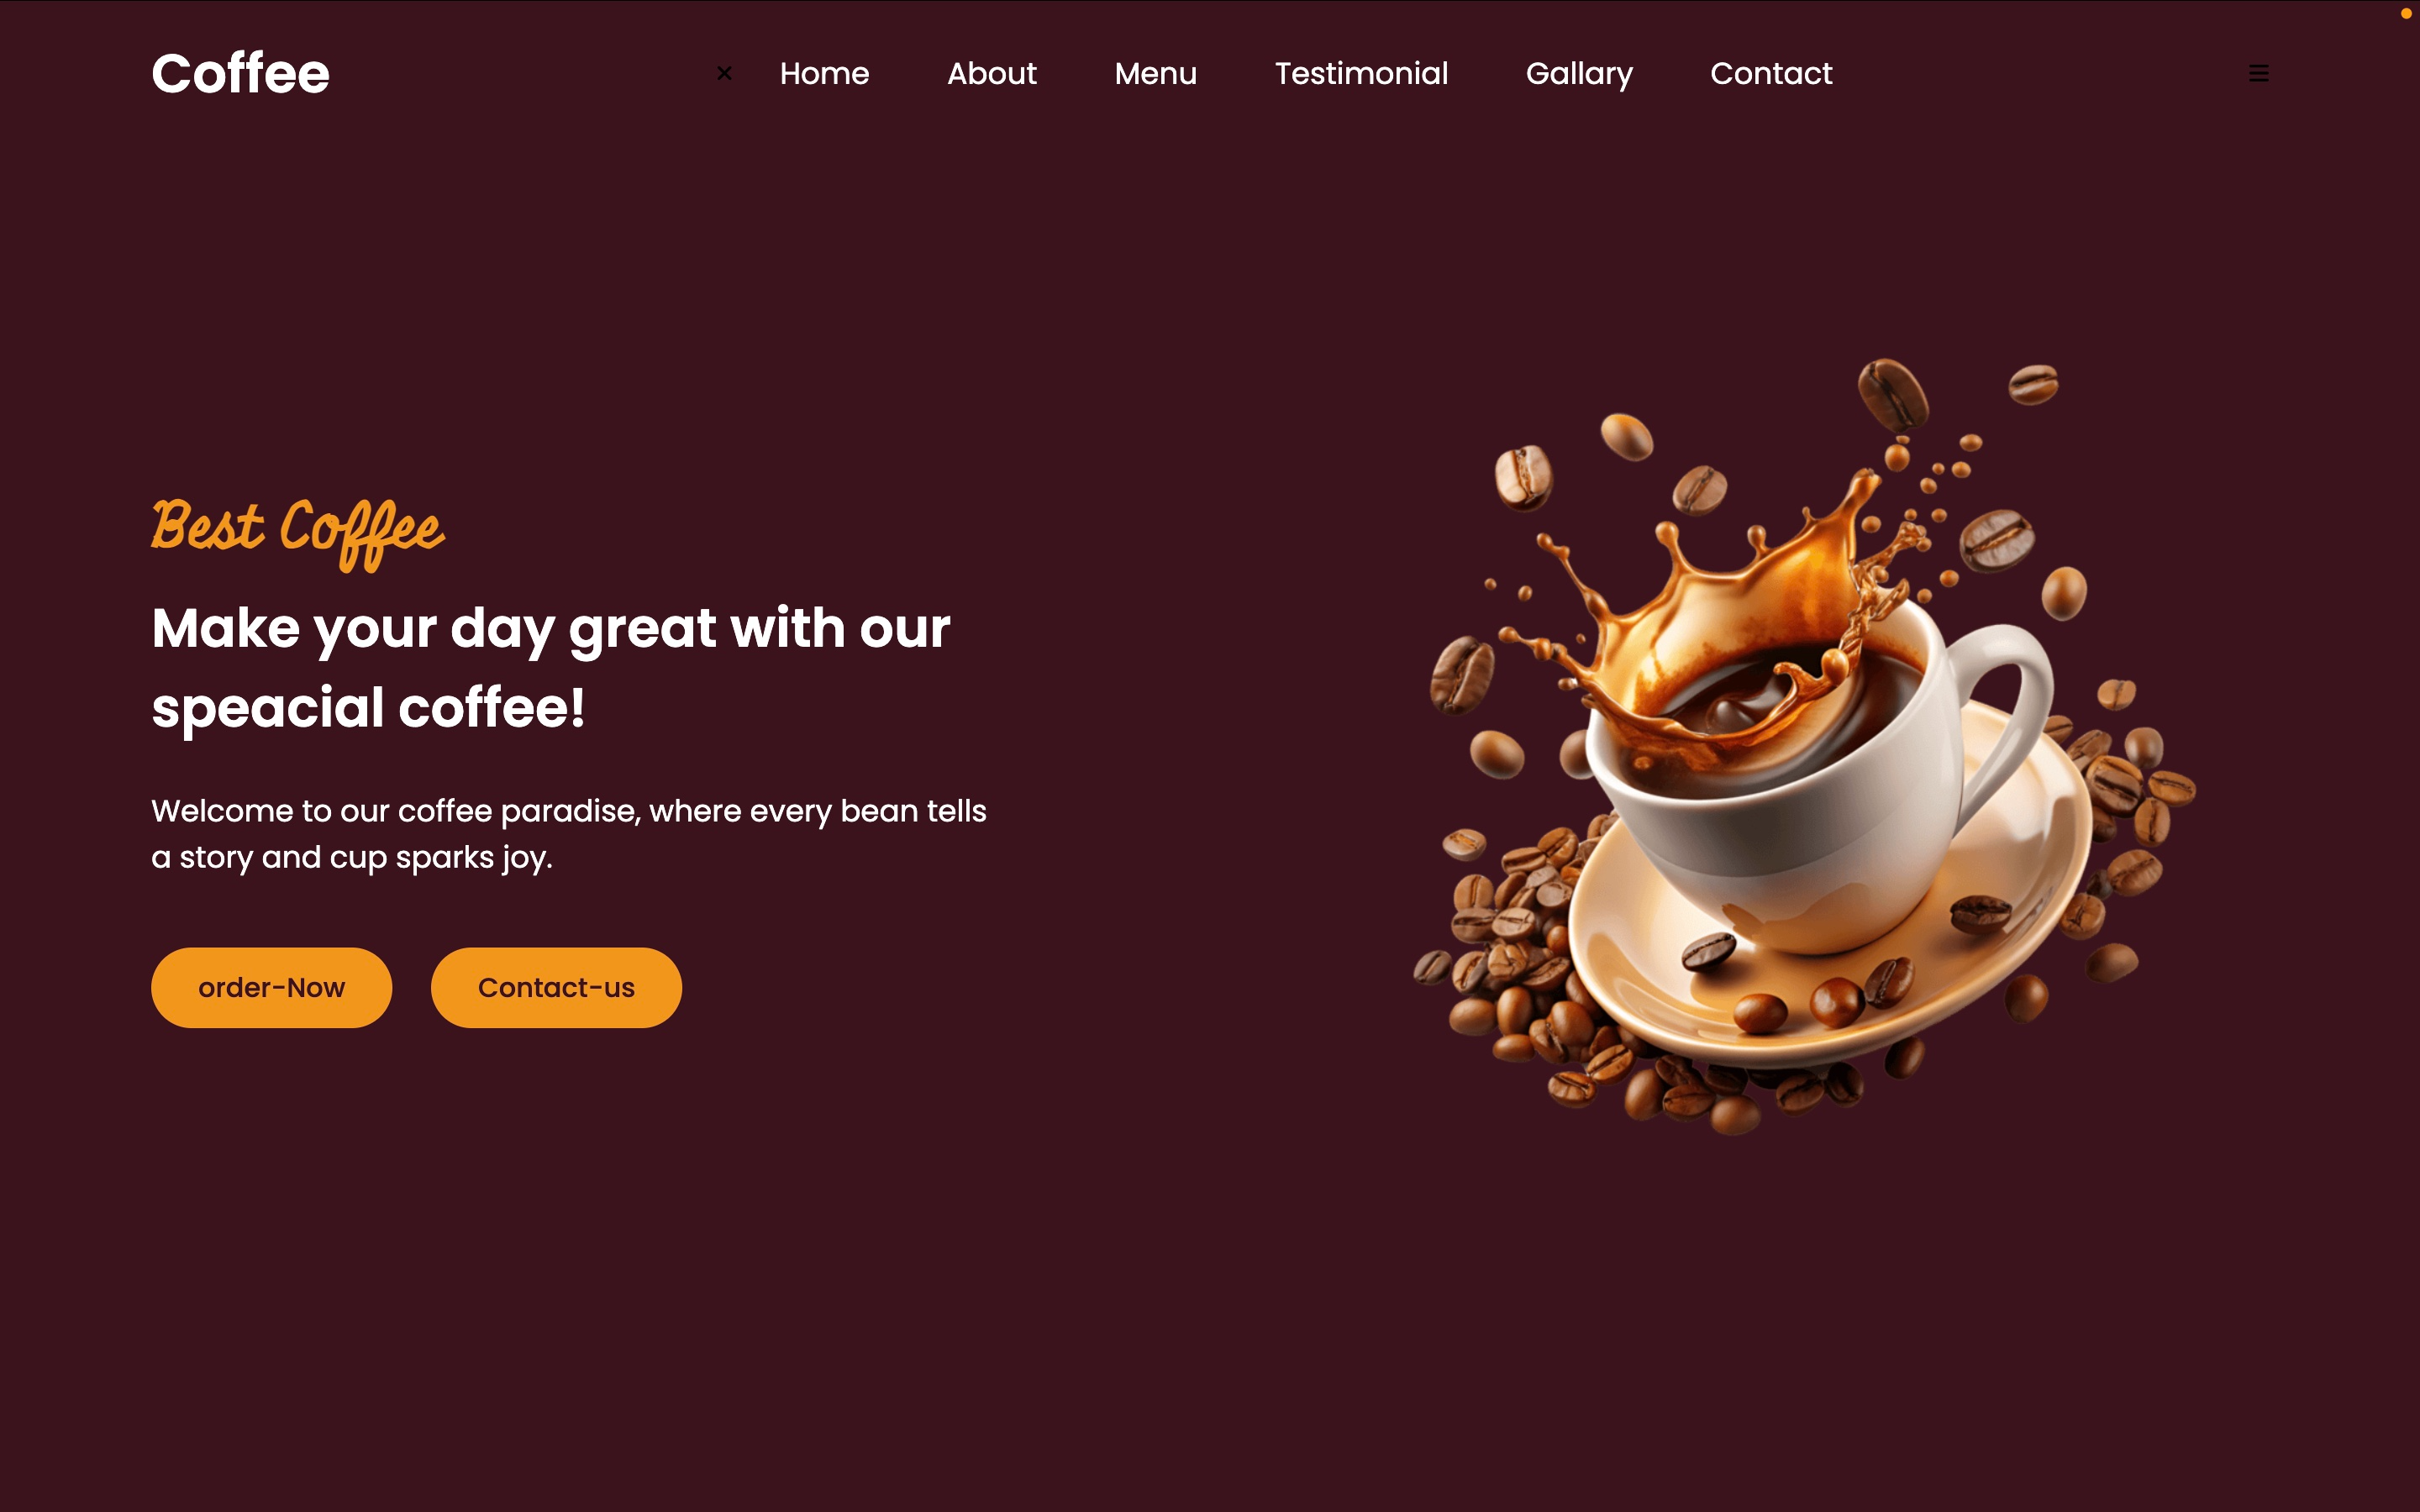 Coffee
Home About Menu Testimonial Gallary Contact
Best Coffee
Make your day great with our
speacial coffee!
Welcome to our coffee paradise, where every bean tells
a story and cup sparks joy.
order-Now Contact-us